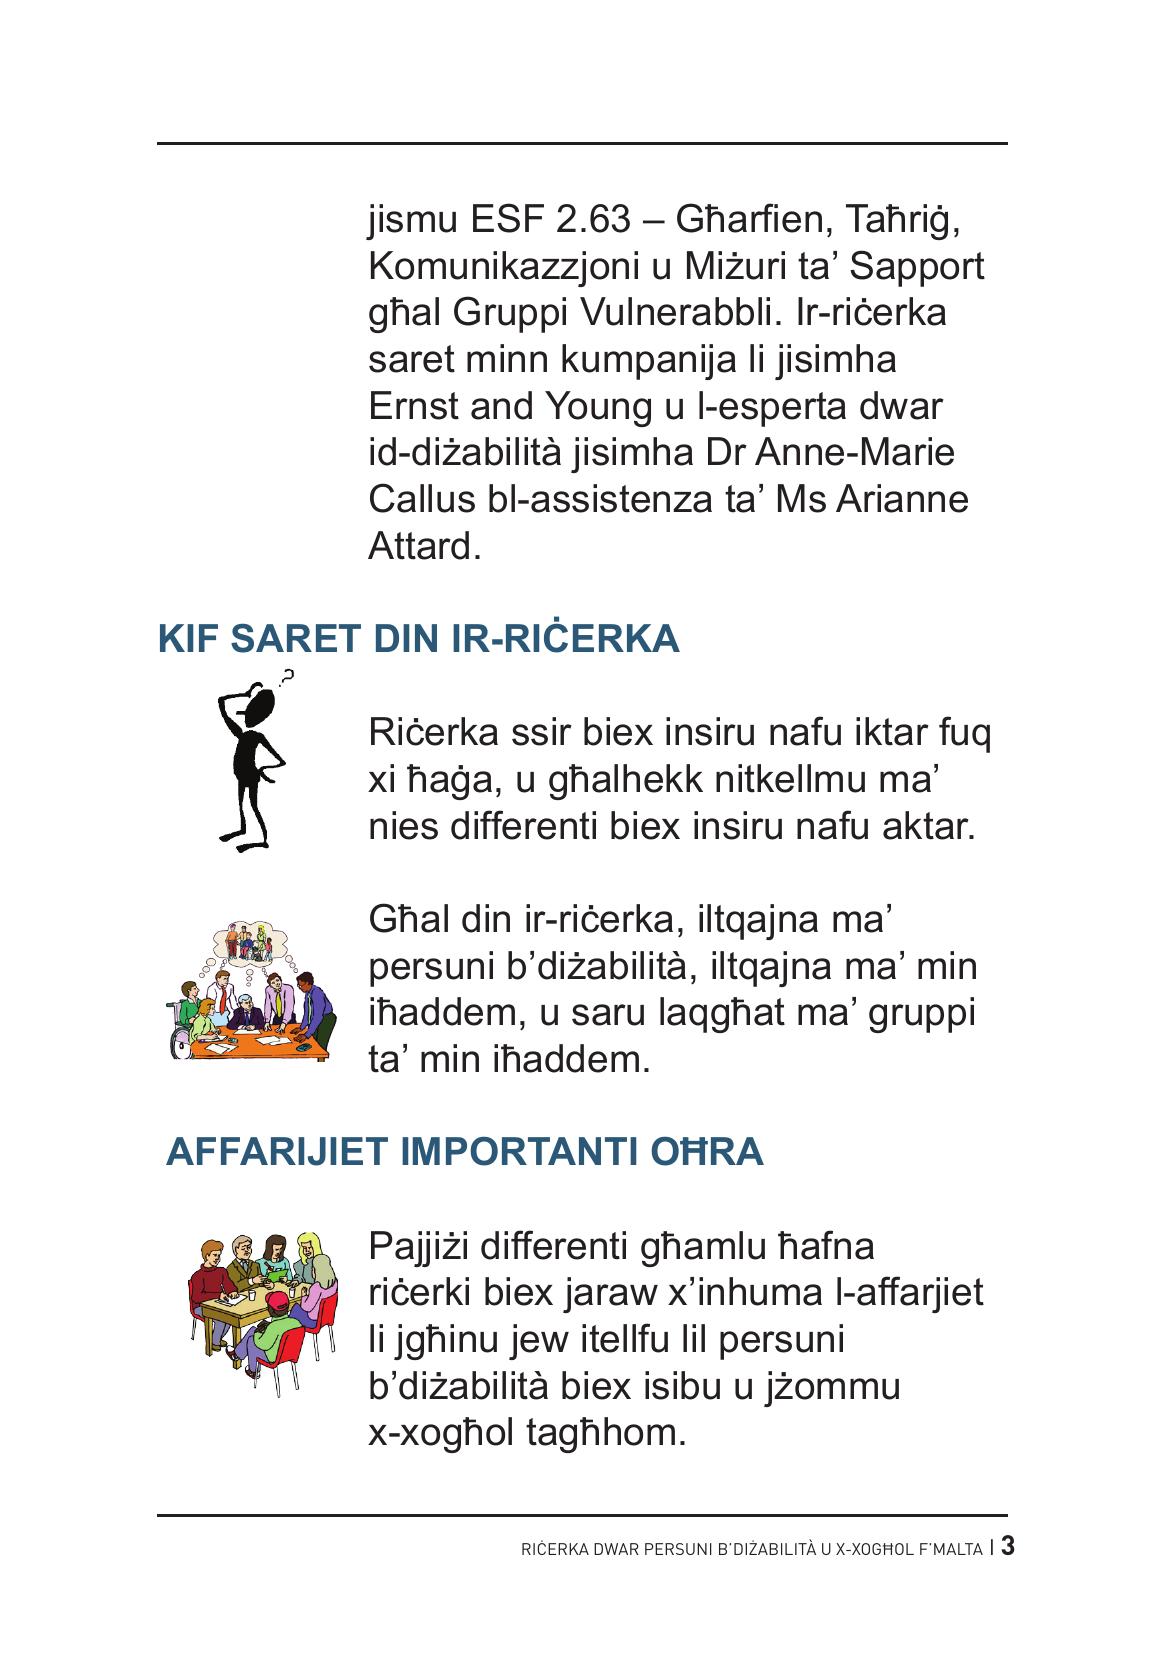 jismu ESF 2.63 – Għarfien, Taħriġ,
Komunikazzjoni u Miżuri ta’ Sapport
għal Gruppi Vulnerabbli. Ir-riċerka
saret minn kumpanija li jisimha
Ernst and Young u l-esperta dwar
id-diżabilità jisimha Dr Anne-Marie
Callus bl-assistenza ta’ Ms Arianne
Attard.
KIF SARET DIN IR-RIĊERKA
?
Riċerka ssir biex insiru nafu iktar fuq
xi ħaġa, u għalhekk nitkellmu ma’
nies differenti biex insiru nafu aktar.
Għal din ir-riċerka, iltqajna ma’
persuni b’diżabilità, iltqajna ma’ min
iħaddem, u saru laqgħat ma’ gruppi
ta’ min iħaddem.
AFFARIJIET IMPORTANTI OĦRA
Pajjiżi differenti għamlu ħafna
riċerki biex jaraw x’inhuma l-affarjiet
li jgħinu jew itellfu lil persuni
b’diżabilità biex isibu u jżommu
x-xogħol tagħhom.
RIĊERKA DWAR PERSUNI B’DIŻABILITÀ U X-XOGĦOL F’MALTA | 3